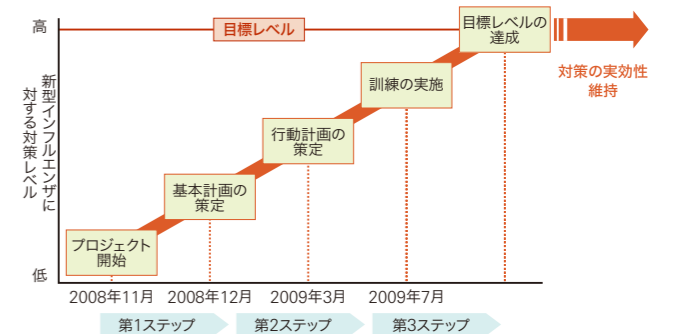 高
目標レベル
目標レベルの
達成
対策の実効性
維持
訓練の実施
行動計画の
策定
基本計画の
策定
プロジェクト
開始
新型インフルエンザに
対する対策レベル
低
2008年11月
2008年12月
2009年3月
2009年7月
第1ステップ
第2ステップ
第3ステップ